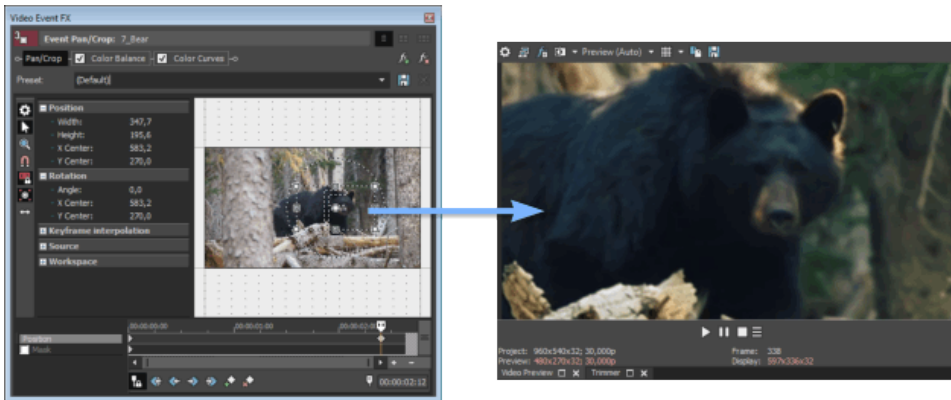 Video Event FX
Event Pan/Crop: 7_Bear
Pan/Crop Color Balance Color Curves
Preset: (Default)
Position
Width: 347,7
Height: 195,6
X Center: 583,2
Y Center: 270,0
Rotation
Angle: 0,0
X Center: 583,2
Y Center: 270,0
Keyframe interpolation
Source
Workspace
00:00:00:00 00:00:01:00 00:00:02:0
Position
Mask
00:00:02:12
Preview (Auto)
Project: 960x540x32; 30,000p
Preview: 480x270x32; 30,000p
Frame: 338
Display: 597x336x32
Video Preview Trimmer